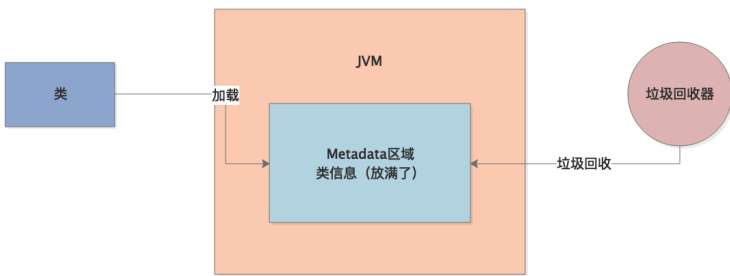 JVM
类
加载
垃圾回收器
Metadata区域
类信息（放满了）
垃圾回收